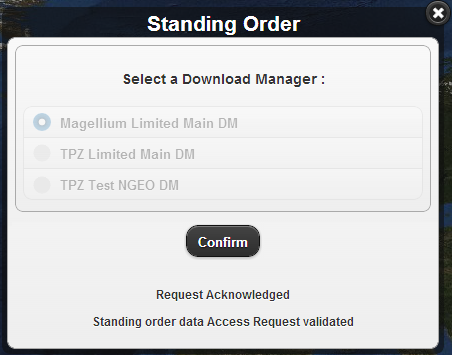 Standing Order
Select a Download Manager :
Magellium Limited Main DM
TPZ Limited Main DM
TPZ Test NGEO DM
Confirm
Request Acknowledged
Standing order data Access Request validated